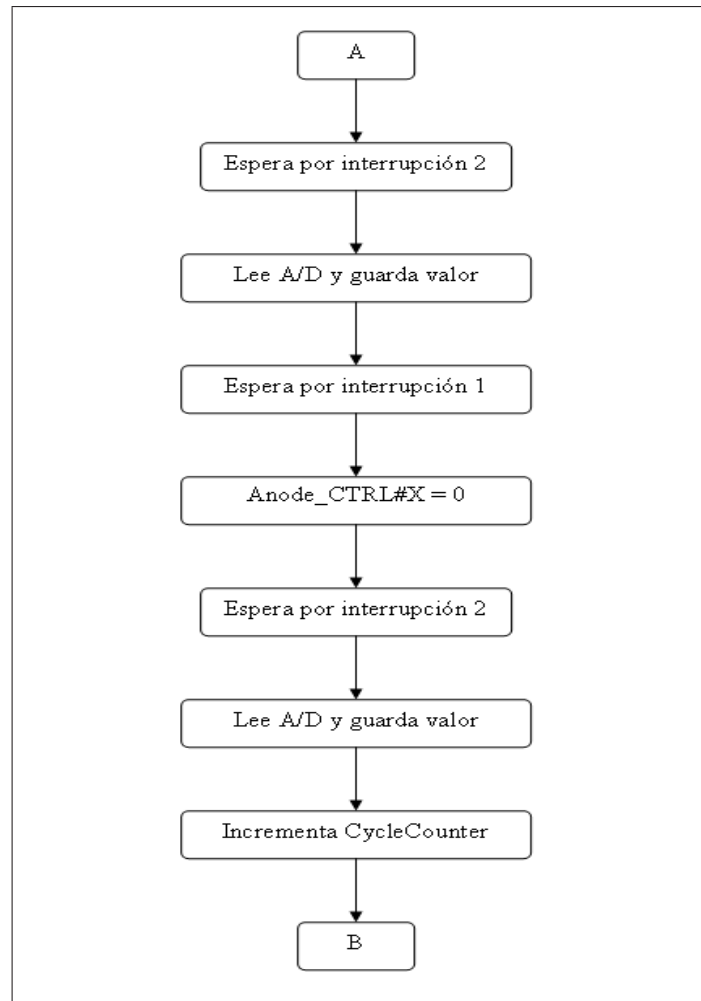 A
Espera por interrupción 2
Lee A/D y guarda valor
Espera por interrupción 1
Anode_CTRL#X = 0
Espera por interrupción 2
Lee A/D y guarda valor
Incrementa CycleCounter
B